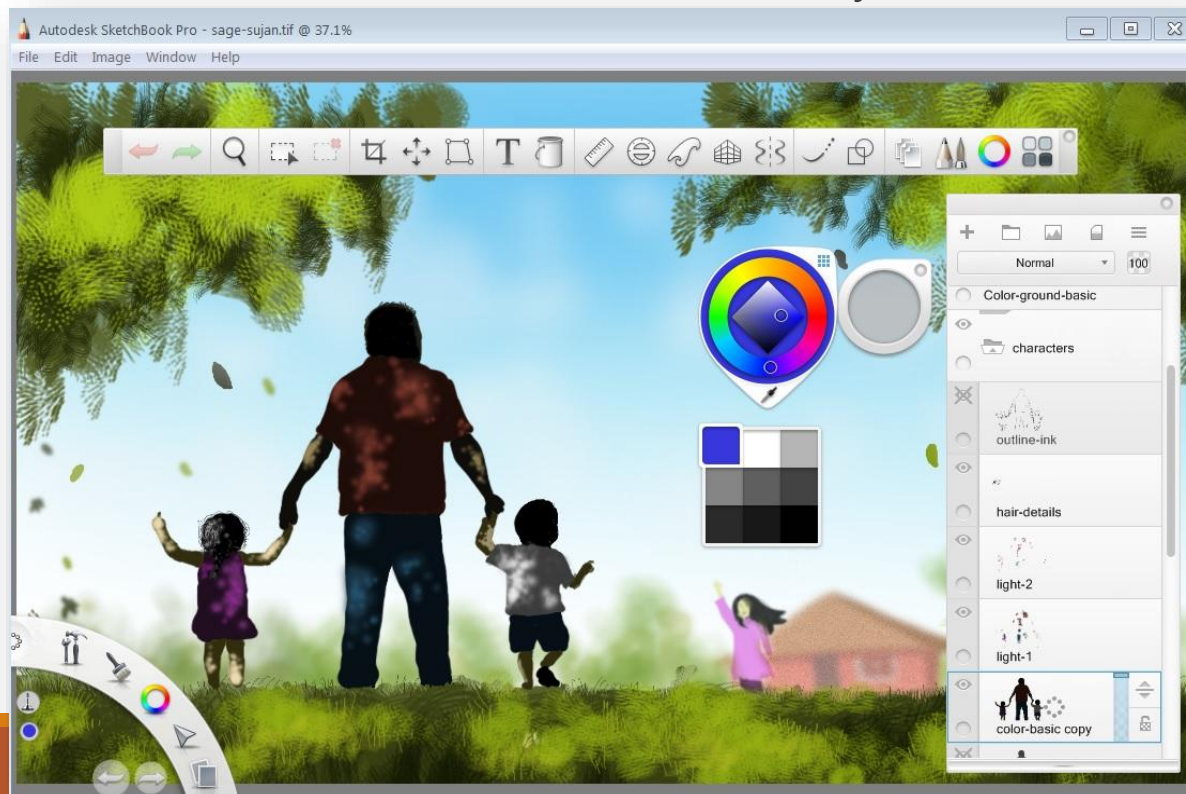 Autodesk SketchBook Pro - sage-sujan.tif @ 37.1%
File Edit Image Window Help
T
Normal 100
Color-ground-basic
characters
outline-ink
hair-details
light-2
light-1
color-basic copy